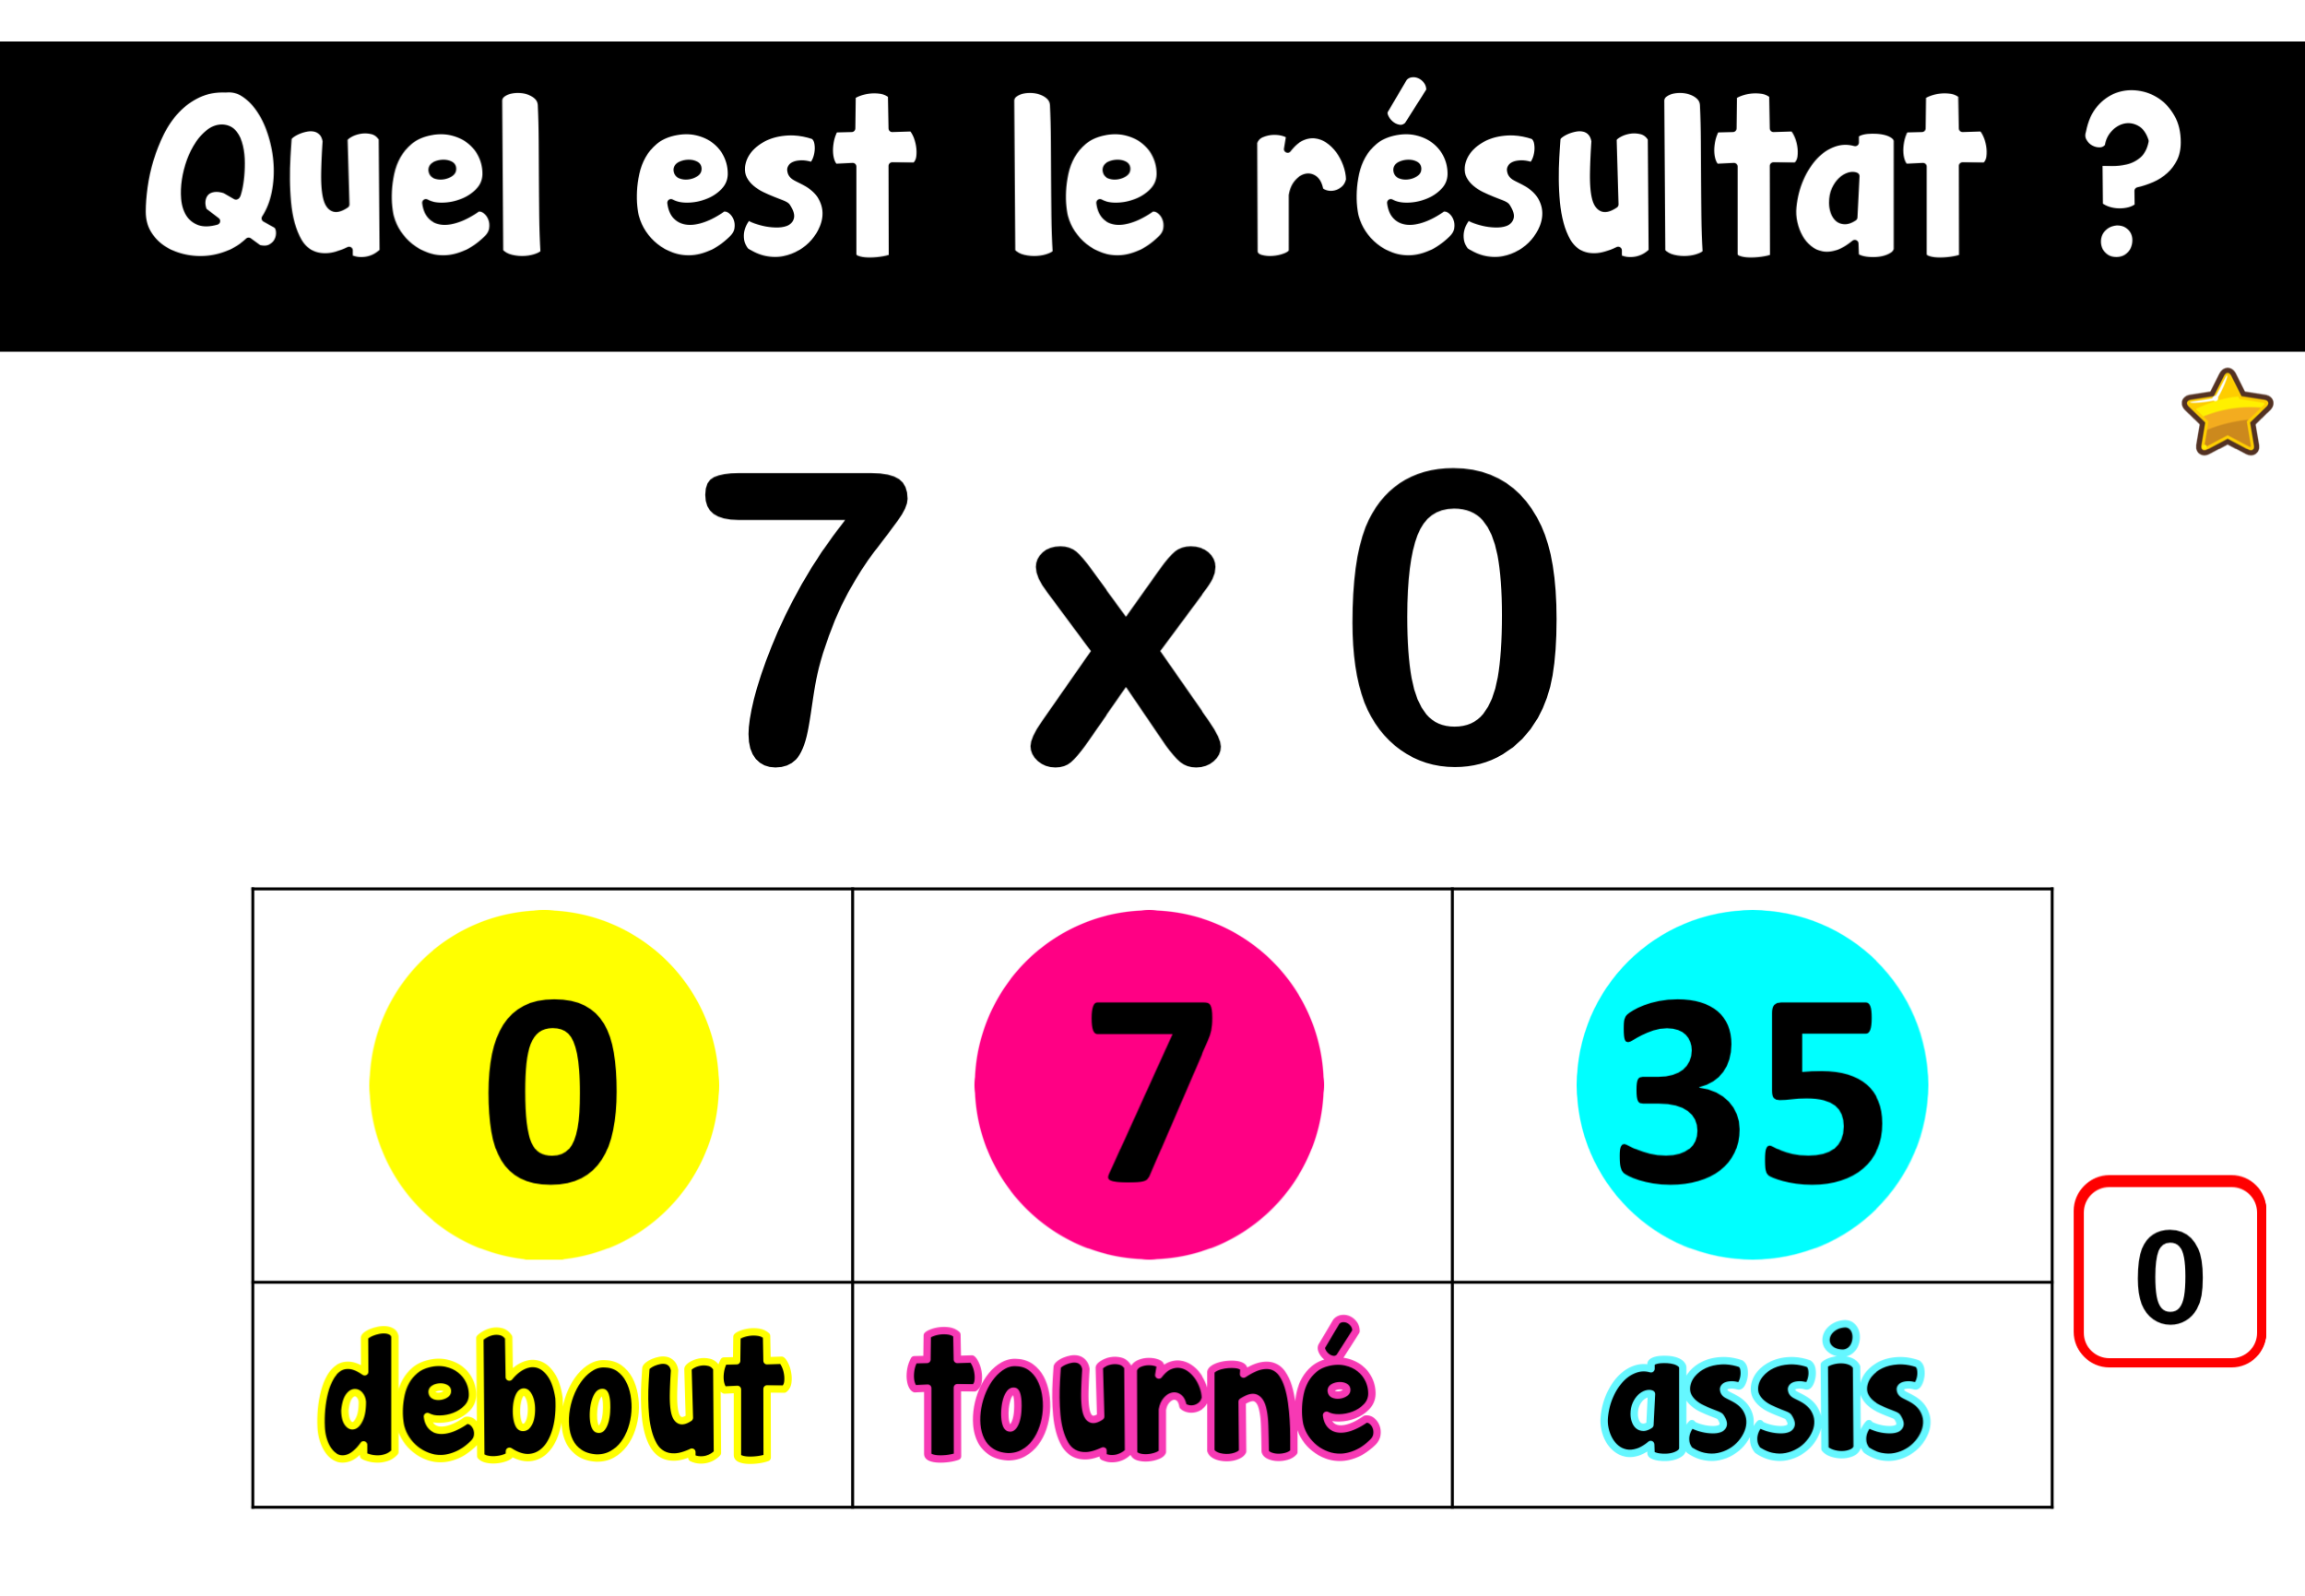 Quel est le résultat ?
7 x 0
0 7 35
0
debout tourné assis